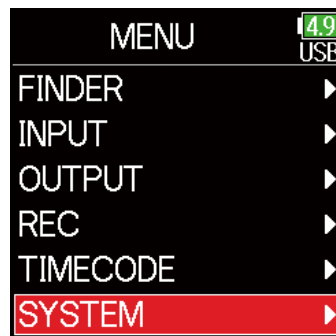 MENU
4.9
USB
FINDER
INPUT
OUTPUT
REC
TIMECODE
SYSTEM